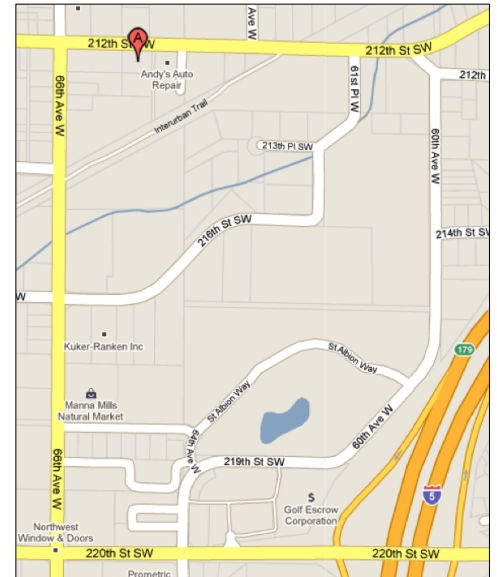 Ave W
212th St SW
A
212th St SW
Andy's Auto
Repair
212th
66th Ave W
61st Pl W
60th Ave W
Interurban Trail
213th Pl SW
216th St SW
214th St SW
W
Kuker-Ranken Inc
179
St Albion Way
Manna Mills
Natural Market
St Albion Way
60th Ave W
64th Ave W
66th Ave W
219th St SW
$
Golf Escrow
Corporation
5
Northwest
Window & Doors
220th St SW
220th St SW
Prometric